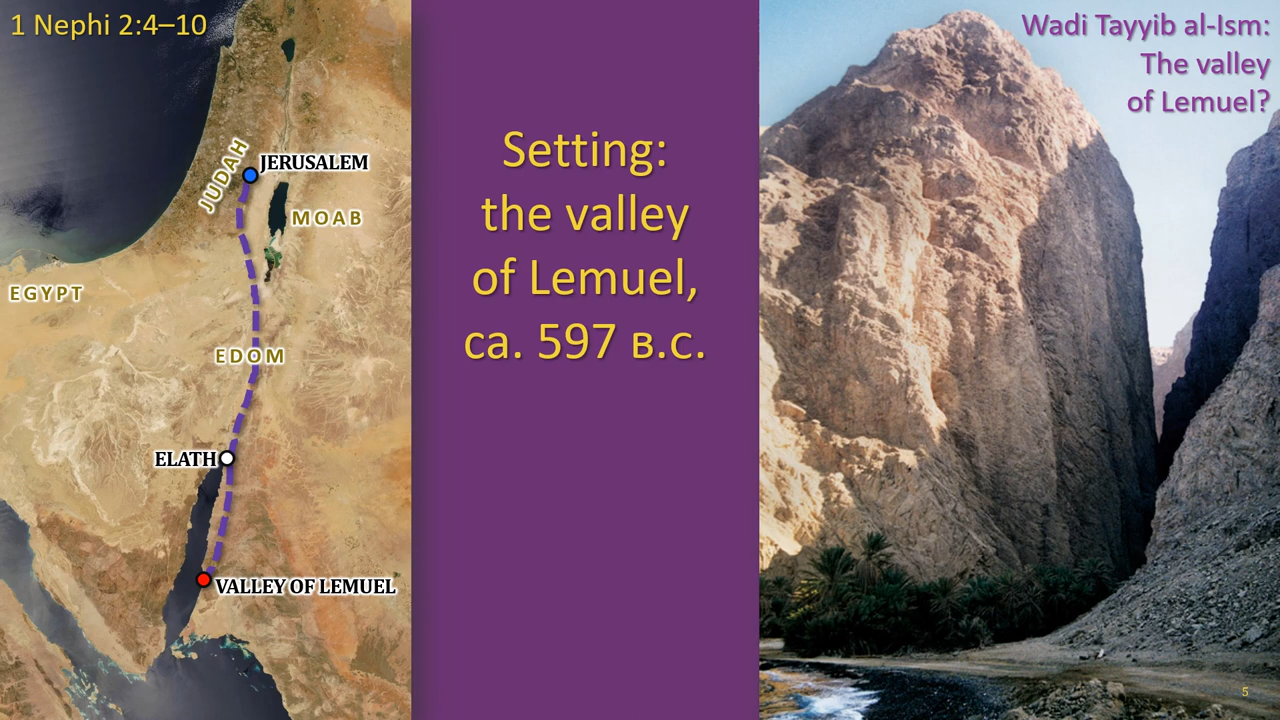 1 Nephi 2:4–10
JERUSALEM
JUDAH
MOAB
EGYPT
EDOM
ELATH
VALLEY OF LEMUEL
Setting:
the valley
of Lemuel,
ca. 597 B.C.
Wadi Tayyib al-Ism:
The valley
of Lemuel?
5